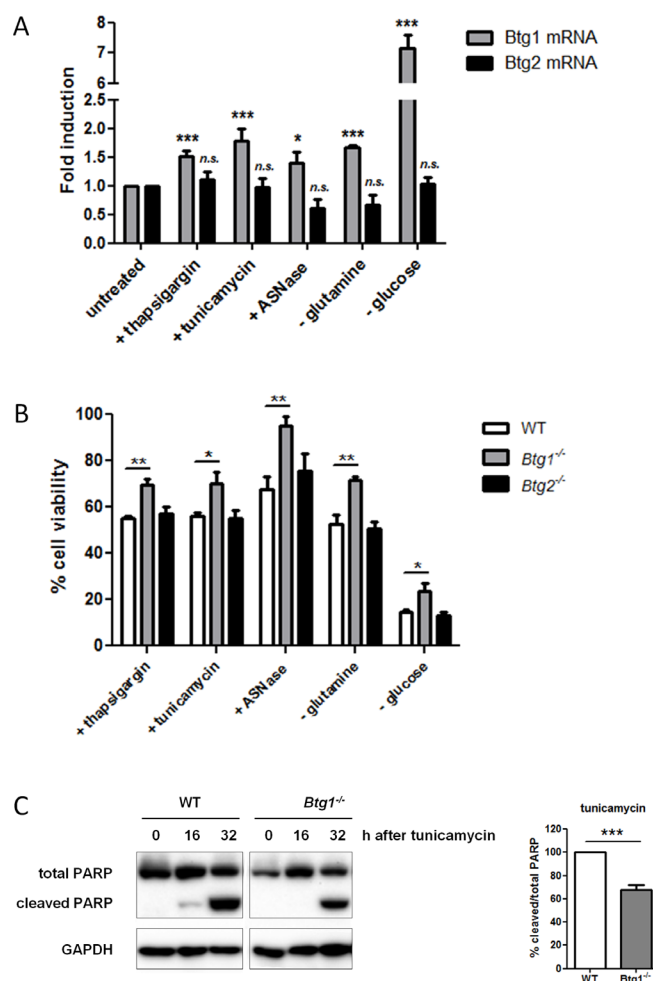 A
Fold induction
8
7
6
2.5
2.0
1.5
1.0
0.5
0.0
***
n.s.
***
n.s.
*
n.s.
***
n.s.
***
n.s.
Btg1 mRNA
Btg2 mRNA
untreated
+ thapsigargin
+ tunicamycin
+ ASNase
- glutamine
- glucose
B
% cell viability
100
80
60
40
20
0
**
*
**
**
*
WT
Btg1-/-
Btg2-/-
+ thapsigargin
+ tunicamycin
+ ASNase
- glutamine
- glucose
C
WT
Btg1-/-
0 16 32 0 16 32 h after tunicamycin
total PARP
cleaved PARP
GAPDH
tunicamycin
% cleaved/total PARP
120
100
80
60
40
20
0
***
WT
Btg1-/-